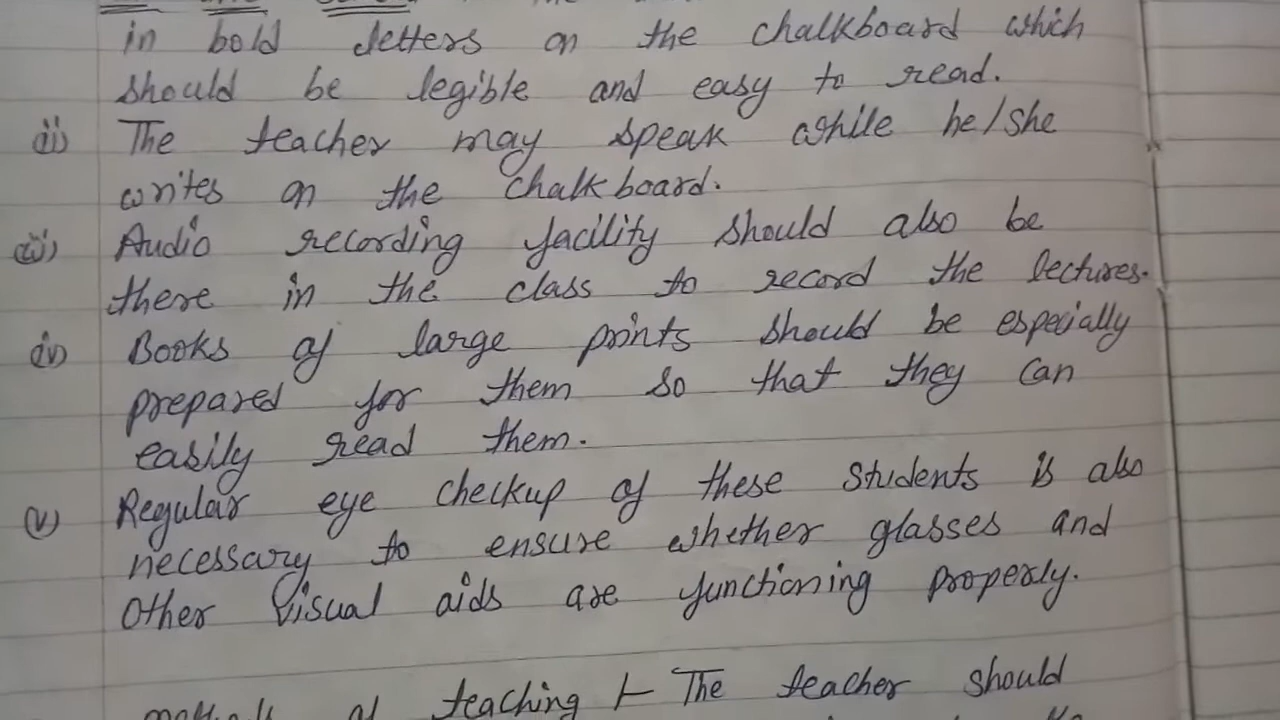 in bold letters on the chalkboard which
should be legible and easy to read.
ii) The teacher may speak while he/she
writes on the chalkboard.
iii) Audio recording facility should also be
there in the class to record the lectures.
iv) Books of large prints should be especially
prepared for them so that they can
easily read them.
(v) Regular eye checkup of these students is also
necessary to ensure whether glasses and
Other Visual aids are functioning properly.
of teaching :- The teacher should